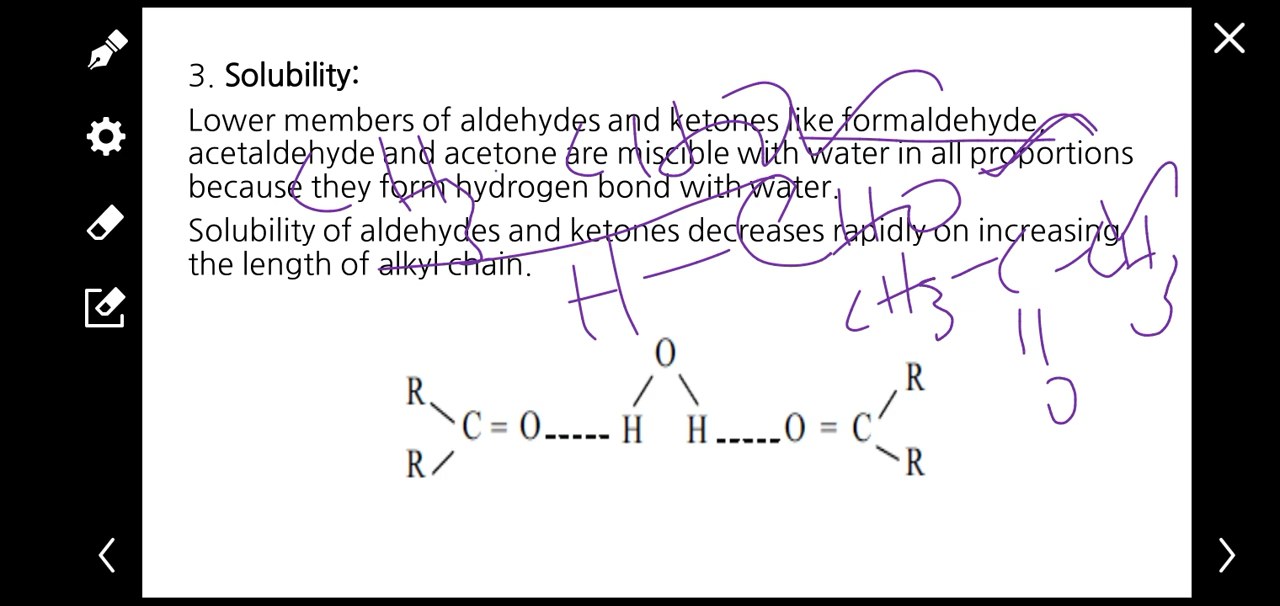 3. Solubility:
Lower members of aldehydes and ketones like formaldehyde,
acetaldehyde and acetone are miscible with water in all proportions
because they form hydrogen bond with water.
Solubility of aldehydes and ketones decreases rapidly on increasing
the length of alkyl chain.
CH3 CHO
H - CHO
CH3 - C - CH3
||
O
O
R R
C = O ----- H H ----- O = C
R R